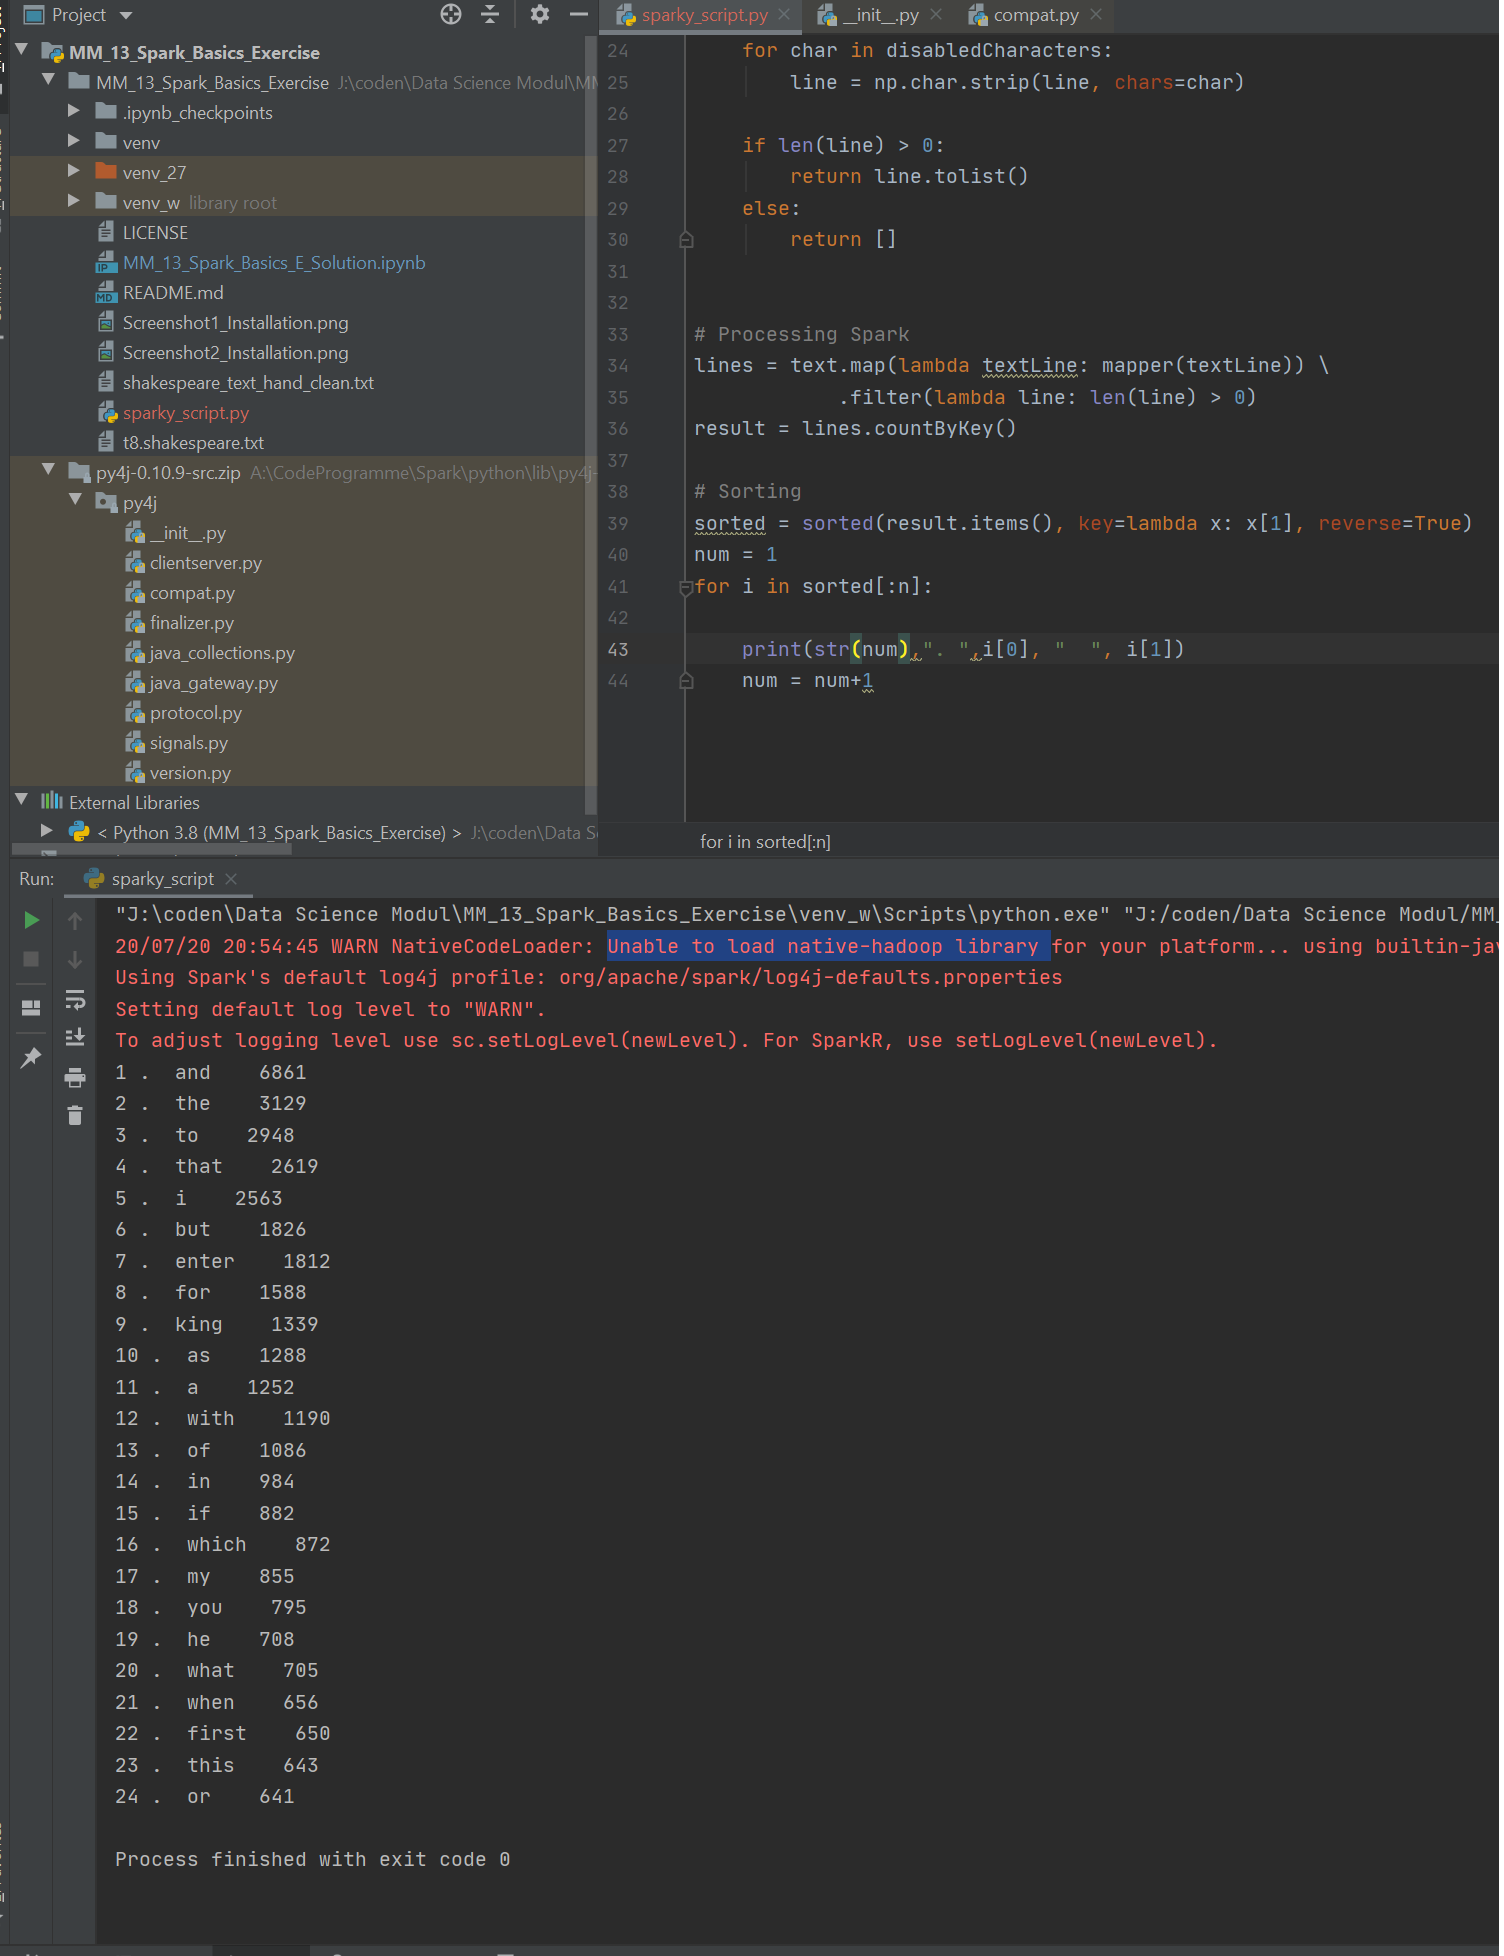 Project
MM_13_Spark_Basics_Exercise
MM_13_Spark_Basics_Exercise J:\coden\Data Science Modul\MM
.ipynb_checkpoints
venv
venv_27
venv_w library root
LICENSE
MM_13_Spark_Basics_E_Solution.ipynb
README.md
Screenshot1_Installation.png
Screenshot2_Installation.png
shakespeare_text_hand_clean.txt
sparky_script.py
t8.shakespeare.txt
py4j-0.10.9-src.zip A:\CodeProgramme\Spark\python\lib\py4j-
py4j
__init__.py
clientserver.py
compat.py
finalizer.py
java_collections.py
java_gateway.py
protocol.py
signals.py
version.py
External Libraries
< Python 3.8 (MM_13_Spark_Basics_Exercise) > J:\coden\Data S
sparky_script.py __init__.py compat.py
24 for char in disabledCharacters:
25 line = np.char.strip(line, chars=char)
26
27 if len(line) > 0:
28 return line.tolist()
29 else:
30 return []
31
32
33 # Processing Spark
34 lines = text.map(lambda textLine: mapper(textLine)) \
35 .filter(lambda line: len(line) > 0)
36 result = lines.countByKey()
37
38 # Sorting
39 sorted = sorted(result.items(), key=lambda x: x[1], reverse=True)
40 num = 1
41 for i in sorted[:n]:
42
43 print(str(num),". ",i[0], "  ", i[1])
44 num = num+1
for i in sorted[:n]
Run: sparky_script
"J:\coden\Data Science Modul\MM_13_Spark_Basics_Exercise\venv_w\Scripts\python.exe" "J:/coden/Data Science Modul/MM_
20/07/20 20:54:45 WARN NativeCodeLoader: Unable to load native-hadoop library for your platform... using builtin-jav
Using Spark's default log4j profile: org/apache/spark/log4j-defaults.properties
Setting default log level to "WARN".
To adjust logging level use sc.setLogLevel(newLevel). For SparkR, use setLogLevel(newLevel).
1 .  and    6861
2 .  the    3129
3 .  to    2948
4 .  that    2619
5 .  i    2563
6 .  but    1826
7 .  enter    1812
8 .  for    1588
9 .  king    1339
10 .  as    1288
11 .  a    1252
12 .  with    1190
13 .  of    1086
14 .  in    984
15 .  if    882
16 .  which    872
17 .  my    855
18 .  you    795
19 .  he    708
20 .  what    705
21 .  when    656
22 .  first    650
23 .  this    643
24 .  or    641
Process finished with exit code 0